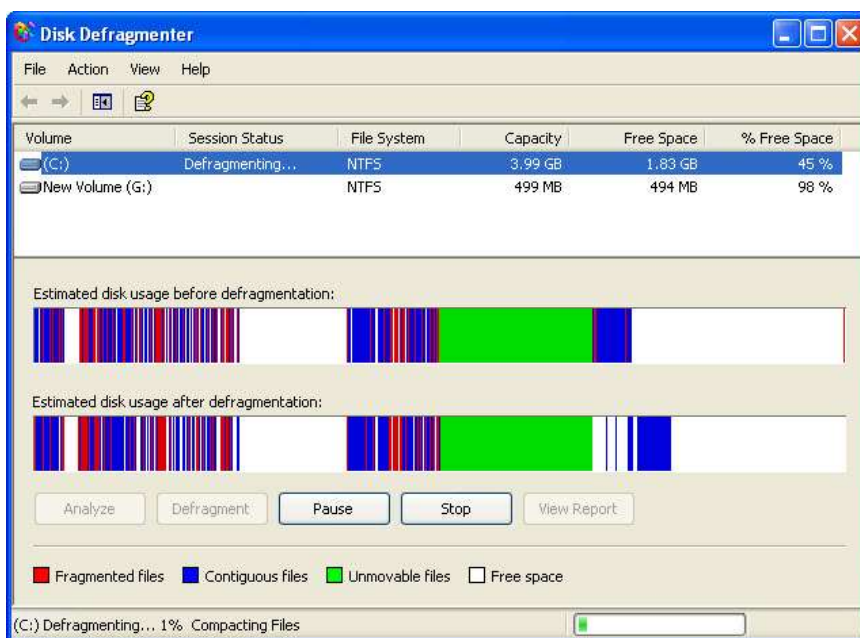 Disk Defragmenter
File Action View Help
Volume Session Status File System Capacity Free Space % Free Space
(C:) Defragmenting... NTFS 3.99 GB 1.83 GB 45 %
New Volume (G:) NTFS 499 MB 494 MB 98 %
Estimated disk usage before defragmentation:
Estimated disk usage after defragmentation:
Analyze Defragment Pause Stop View Report
Fragmented files Contiguous files Unmovable files Free space
(C:) Defragmenting... 1% Compacting Files